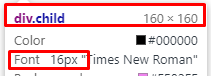 div.child 160 × 160
Color #000000
Font 16px "Times New Roman"